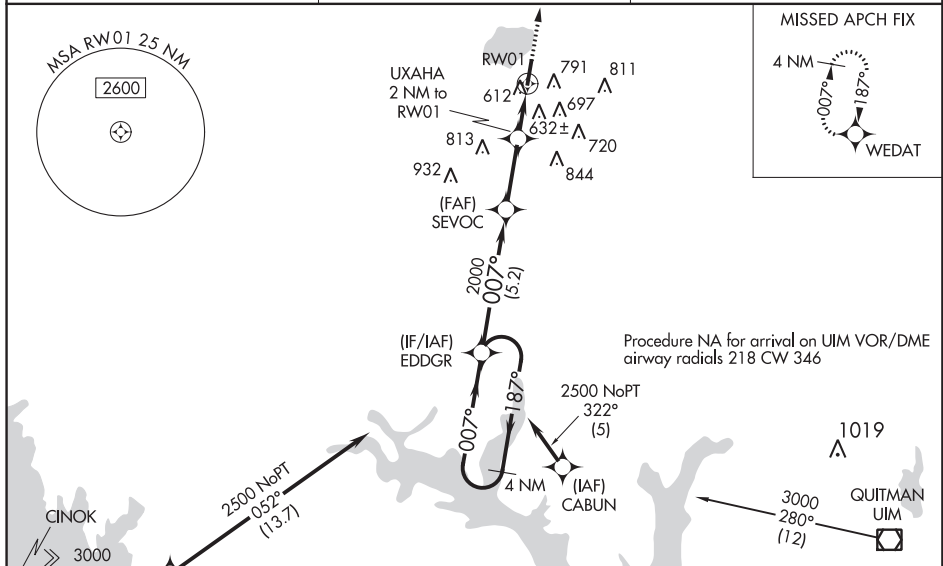 MSA RW01 25 NM
2600
UXAHA
2 NM to
RW01
RW01
612
791
811
697
632±
720
813
844
932
(FAF)
SEVOC
2000
007°
(5.2)
(IF/IAF)
EDDGR
007°
187°
4 NM
2500 NoPT
322°
(5)
(IAF)
CABUN
Procedure NA for arrival on UIM VOR/DME
airway radials 218 CW 346
1019
3000
280°
(12)
QUITMAN
UIM
2500 NoPT
052°
(13.7)
CINOK
3000
MISSED APCH FIX
4 NM
007°
187°
WEDAT